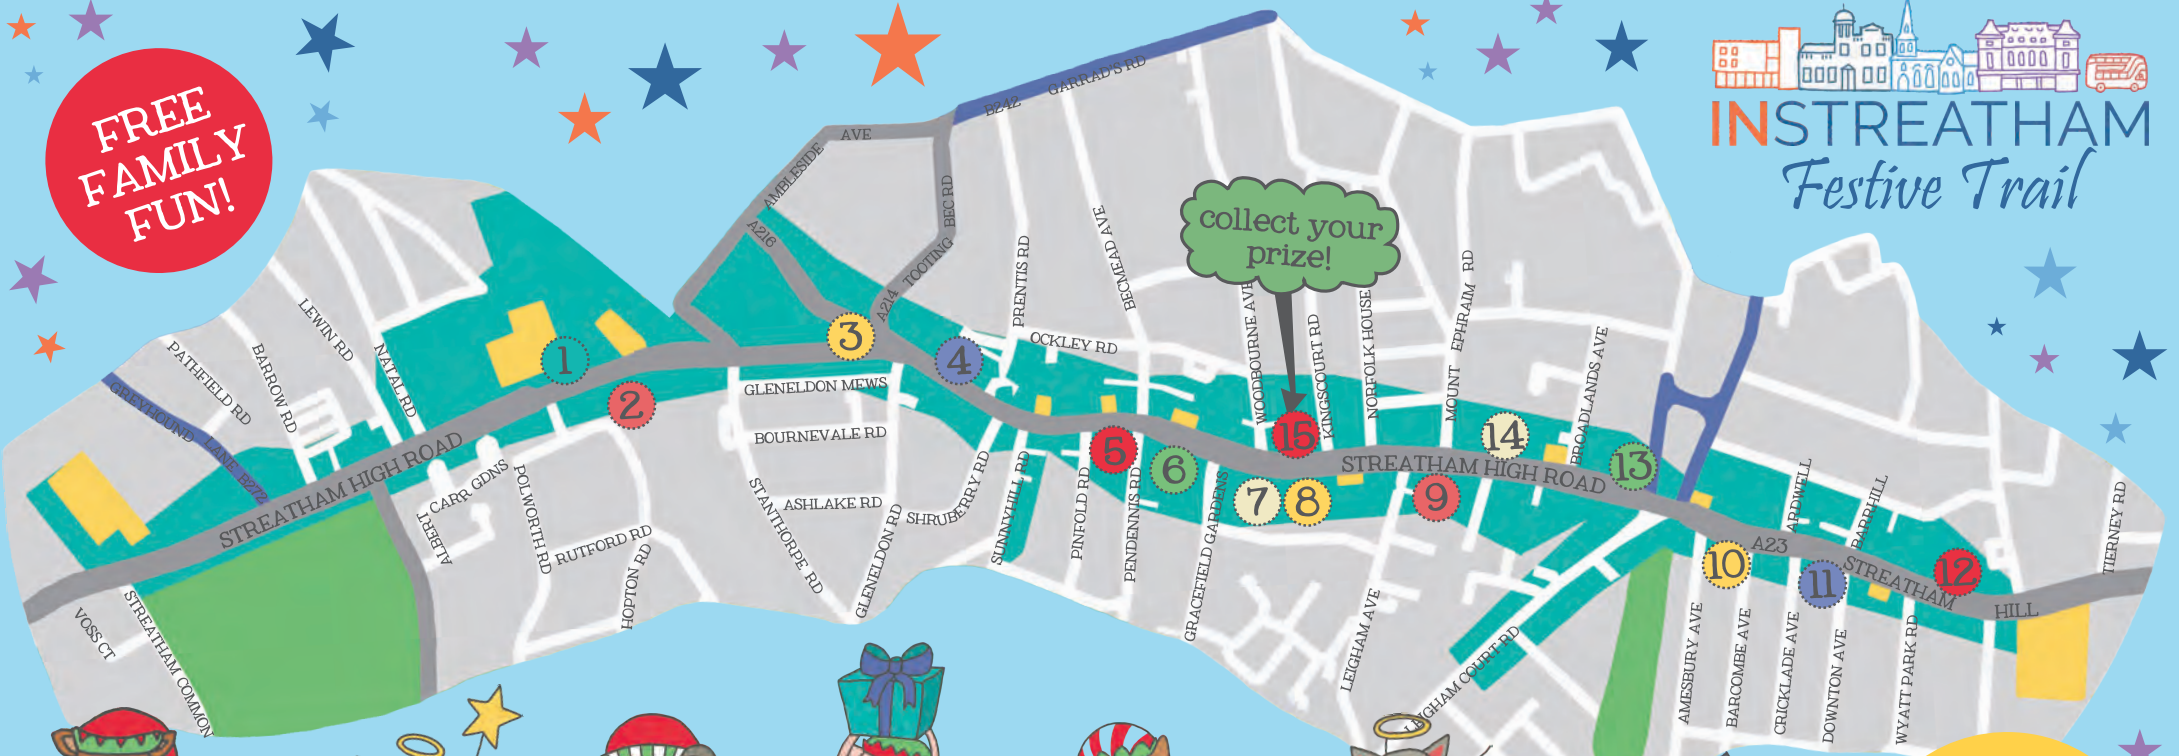 FREE
FAMILY
FUN!
INSTREATHAM
Festive Trail
collect your
prize!
B242 GARRAD'S RD
AVE
AMBLESIDE
A216
BEC RD
TOOTING
A214
PRENTIS RD
BECMEAD AVE
OCKLEY RD
WOODBOURNE AVE
KINGSCOURT RD
NORFOLK HOUSE
MOUNT EPHRAIM RD
BROADLANDS AVE
LEWIN RD
NATAL RD
BARROW RD
PATHFIELD RD
GREYHOUND LANE B272
STREATHAM HIGH ROAD
1
2
3
4
5
6
7
8
9
10
11
12
13
14
15
GLENELDON MEWS
BOURNEVALE RD
ASHLAKE RD
STANTHORPE RD
GLENELDON RD
SHRUBERRY RD
SUNNYHILL RD
PINFOLD RD
PENDENNIS RD
GRACEFIELD GARDENS
STREATHAM HIGH ROAD
LEIGHAM AVE
LEIGHAM COURT RD
ALBERT
CARR GDNS
POLWORTH RD
RUTFORD RD
HOPTON RD
VOSS CT
STREATHAM COMMON
A23
STREATHAM
HILL
ARDWELL
BARRHILL
TIERNEY RD
AMESBURY AVE
BARCOMBE AVE
CRICKLADE AVE
DOWNTON AVE
WYATT PARK RD